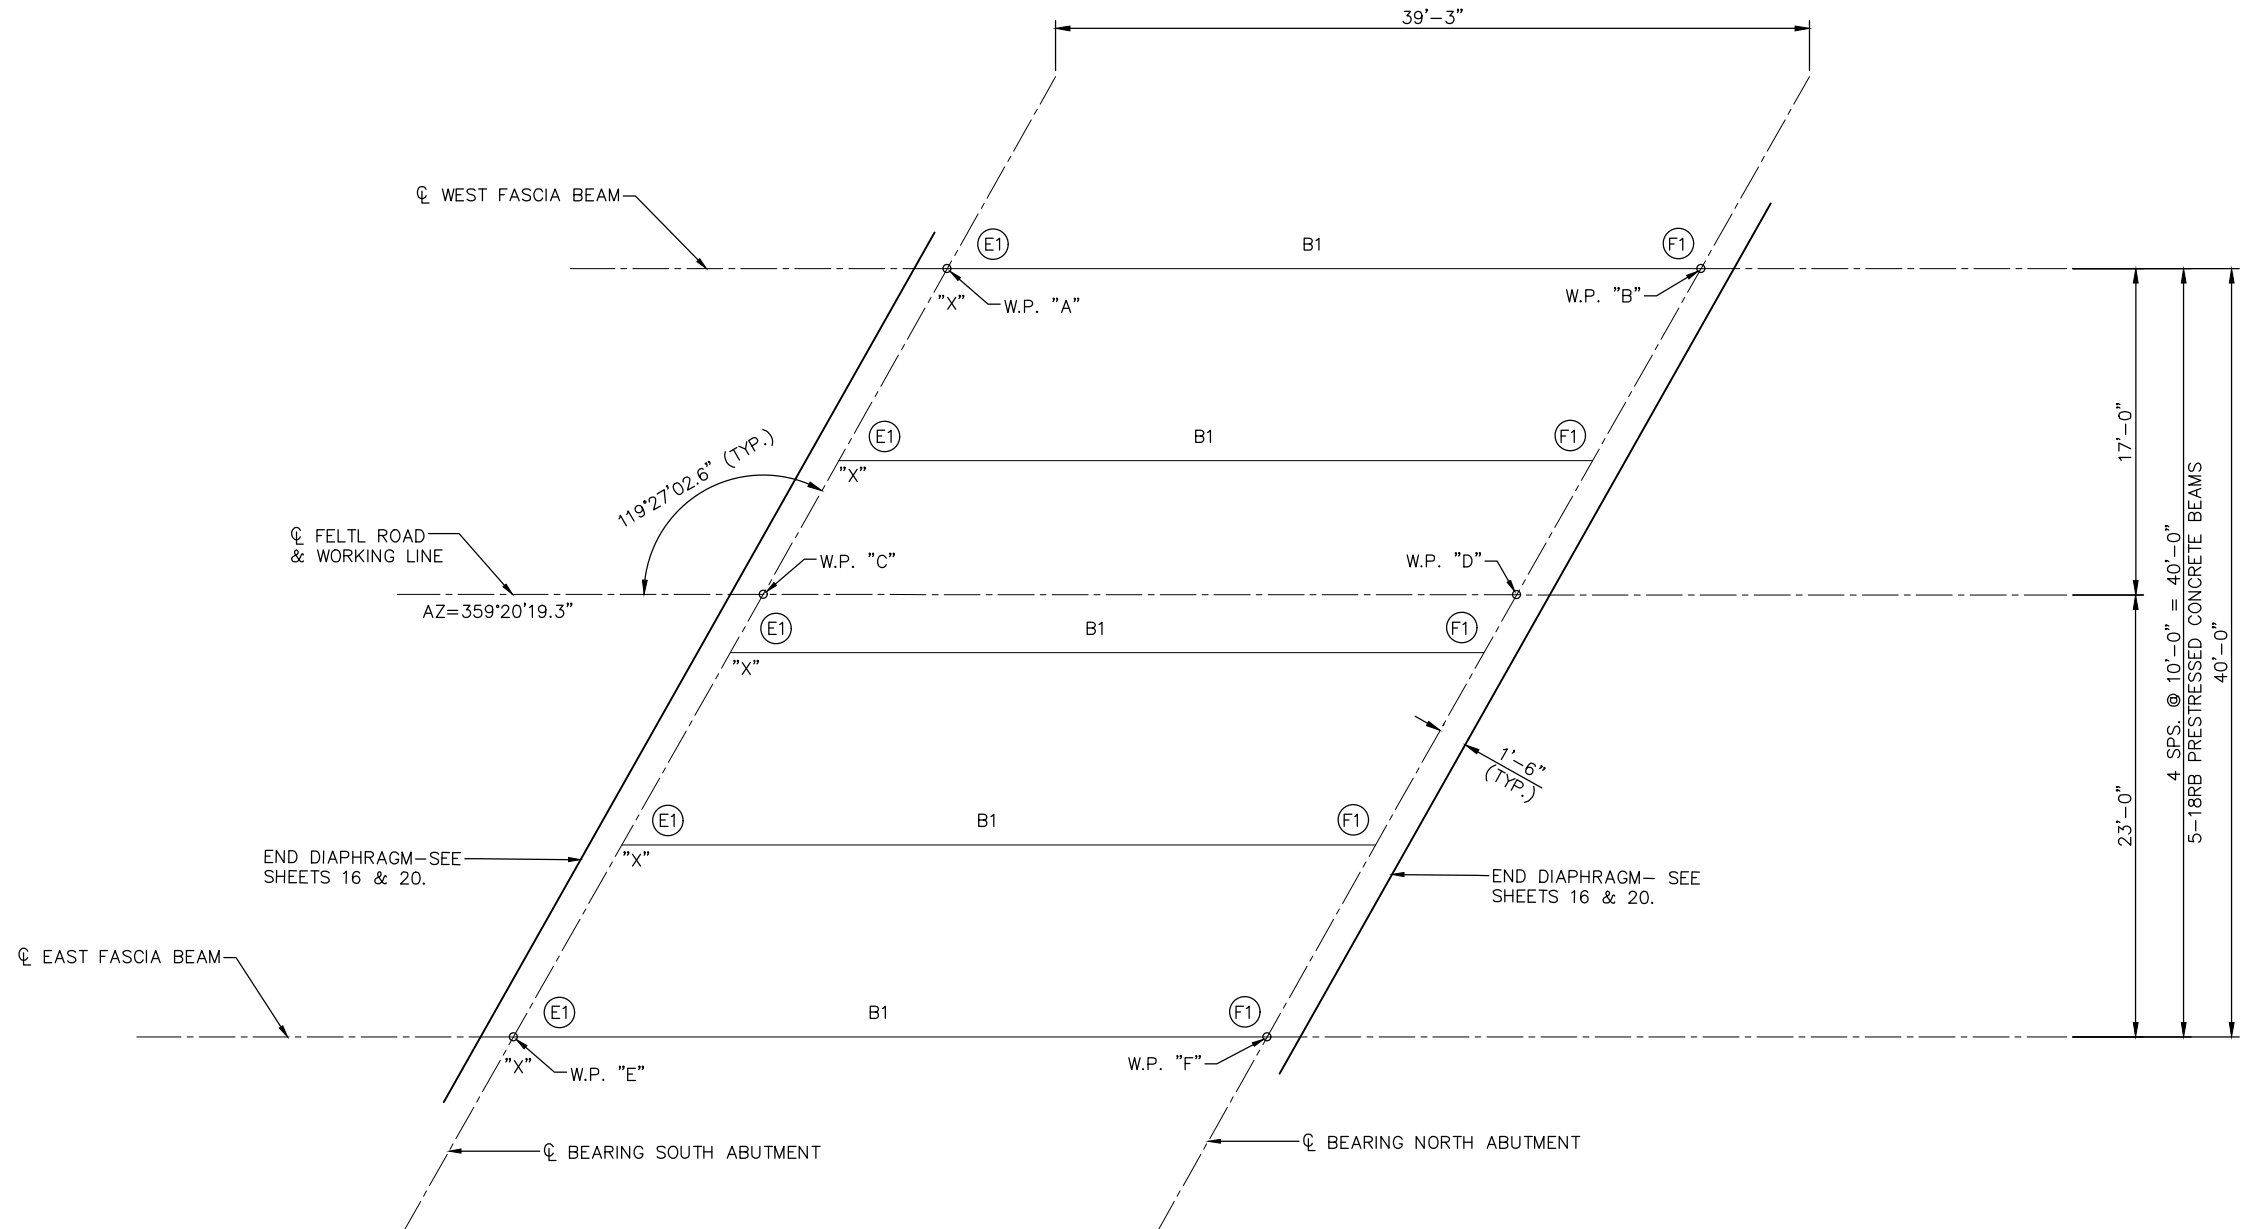 39'-3"
℄ WEST FASCIA BEAM
E1
B1
F1
"X"
W.P. "A"
W.P. "B"
E1
B1
F1
"X"
17'-0"
119°27'02.6" (TYP.)
℄ FELTL ROAD
& WORKING LINE
AZ=359°20'19.3"
W.P. "C"
W.P. "D"
E1
B1
F1
"X"
4 SPS. @ 10'-0" = 40'-0"
5-18RB PRESTRESSED CONCRETE BEAMS
40'-0"
1'-6"
(TYP.)
23'-0"
E1
B1
F1
"X"
END DIAPHRAGM-SEE
SHEETS 16 & 20.
END DIAPHRAGM- SEE
SHEETS 16 & 20.
℄ EAST FASCIA BEAM
E1
B1
F1
"X"
W.P. "E"
W.P. "F"
℄ BEARING SOUTH ABUTMENT
℄ BEARING NORTH ABUTMENT